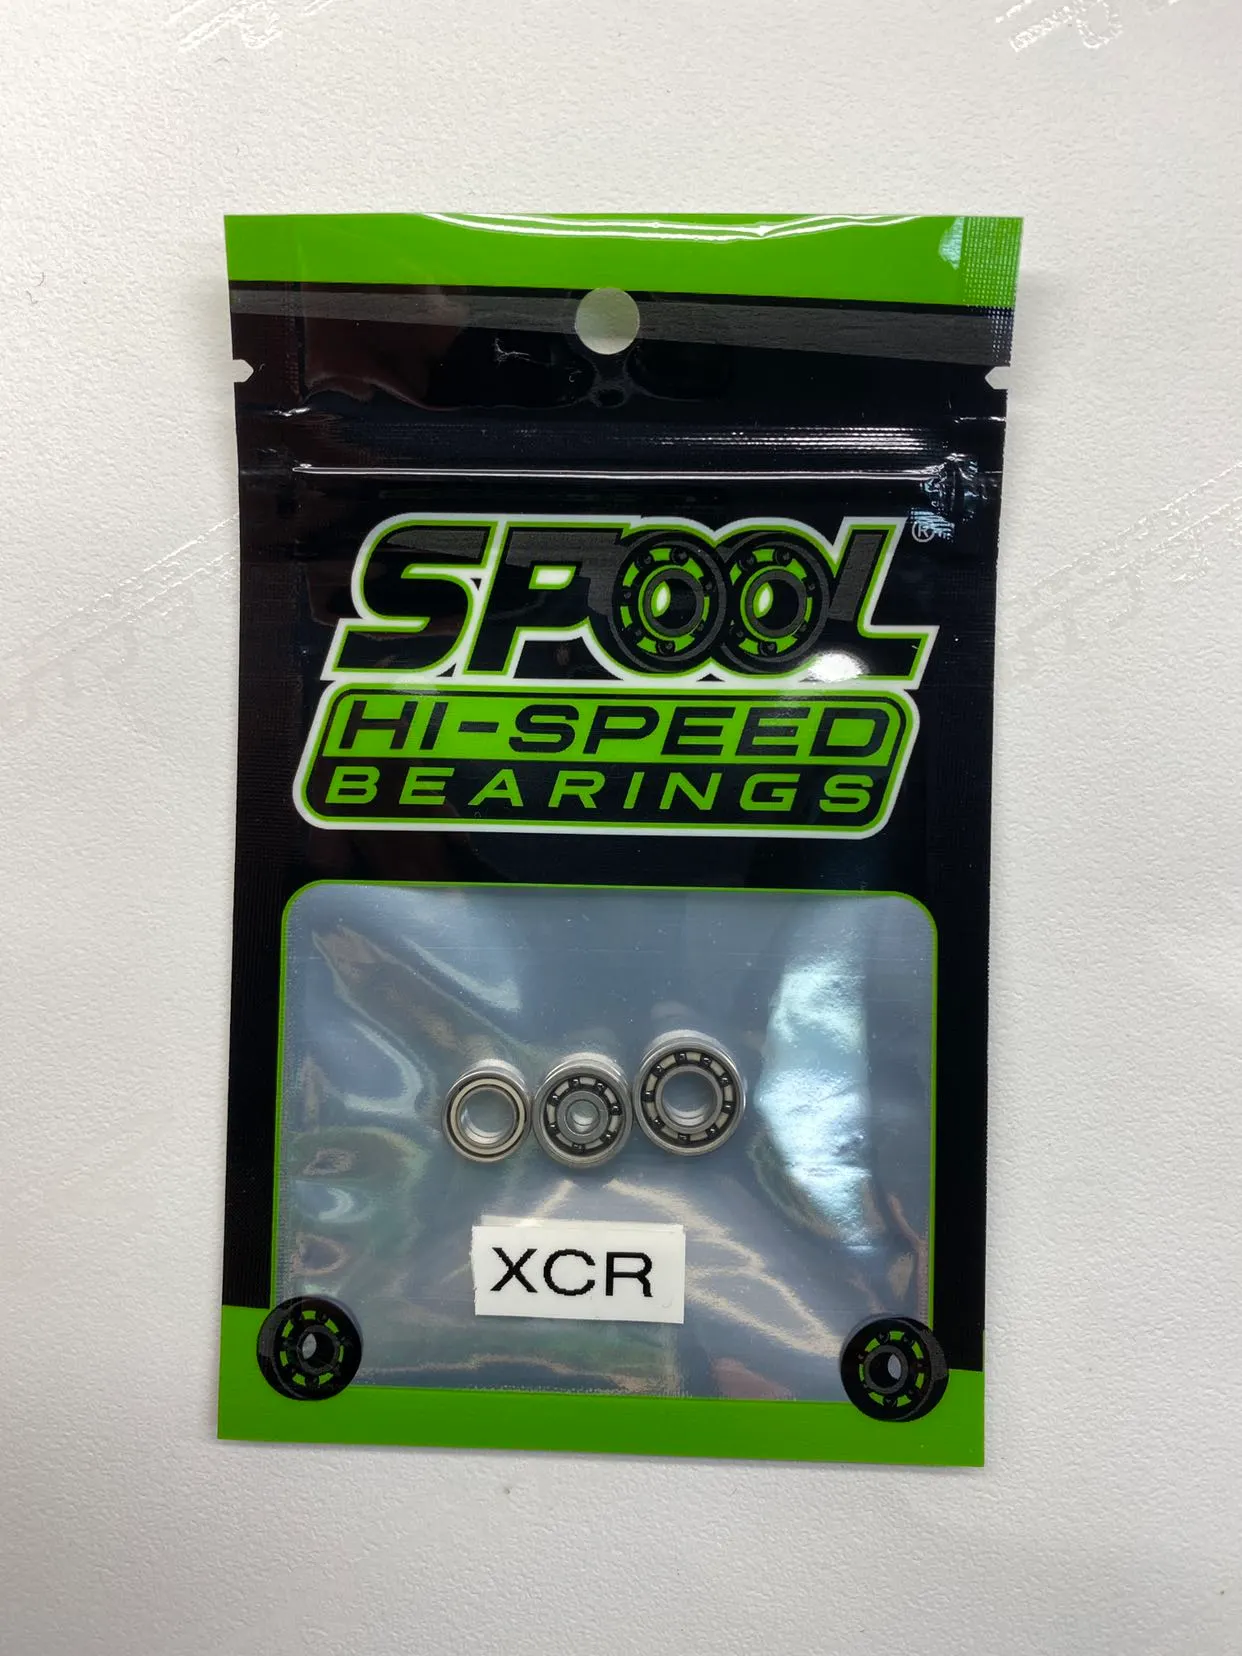 SPOOL®
HI-SPEED
BEARINGS
XCR